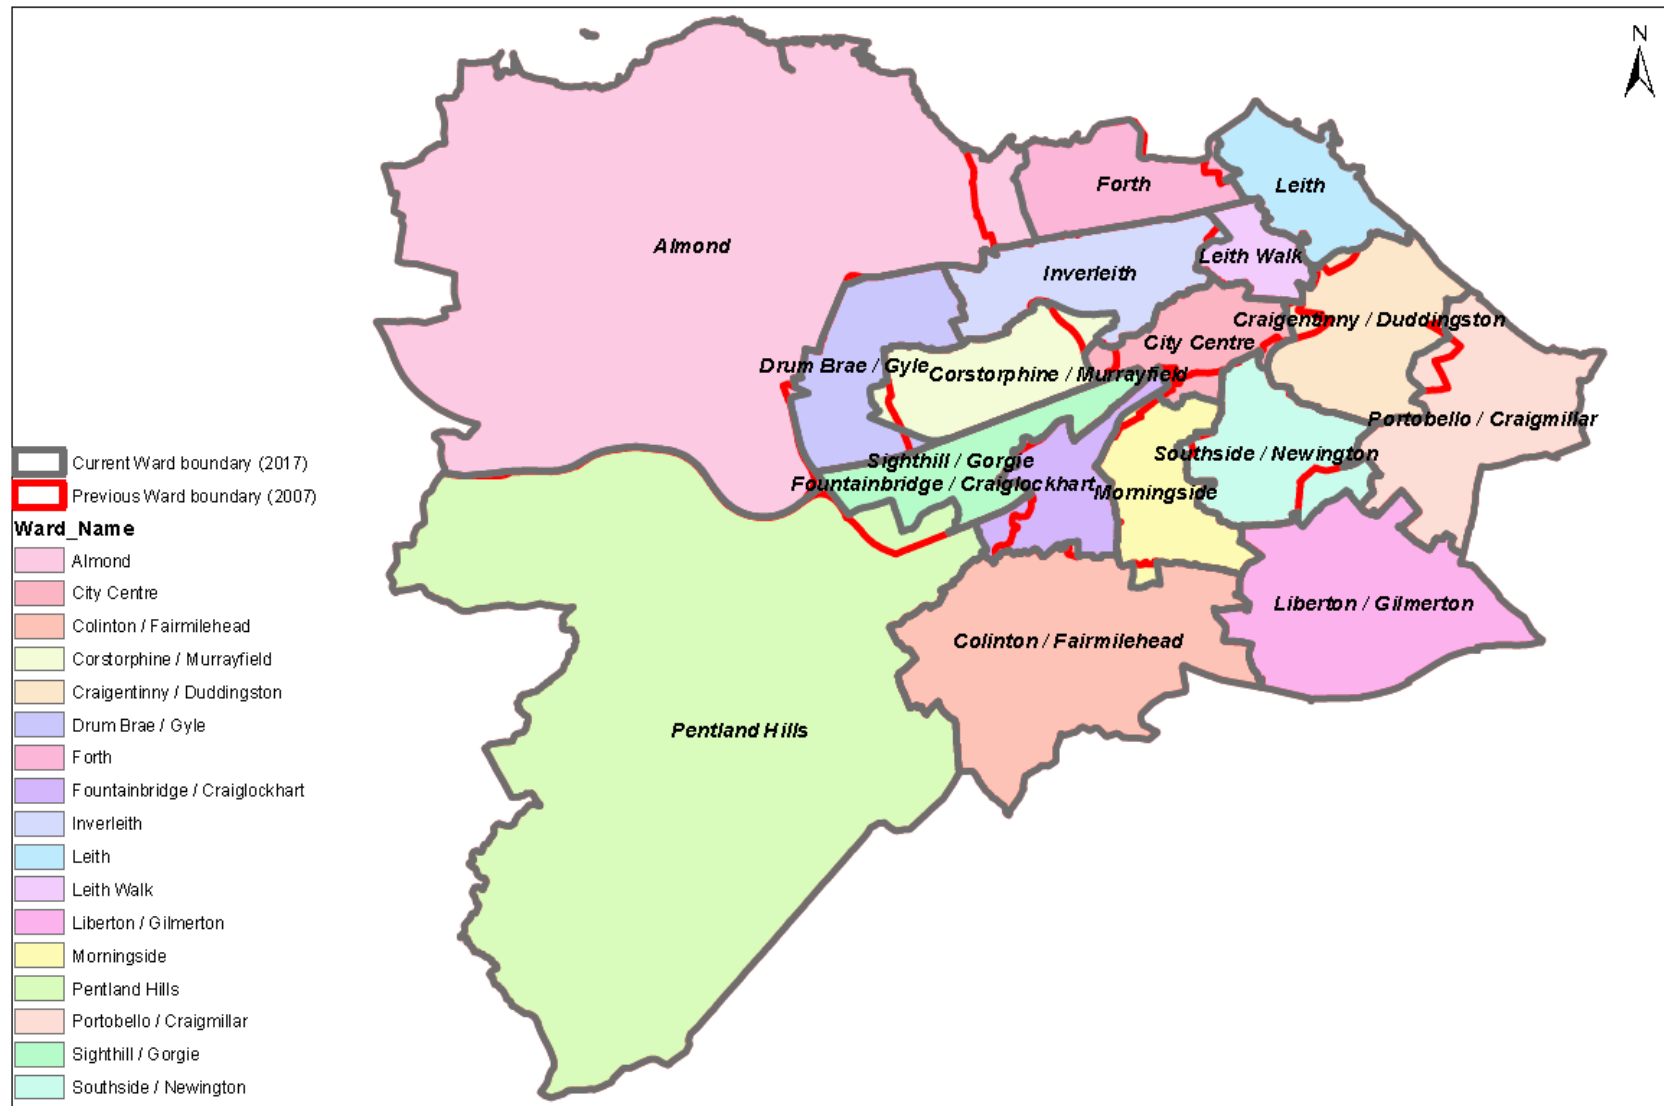 N
Almond
Forth
Leith
Leith Walk
Inverleith
Craigentinny / Duddingston
City Centre
Drum Brae / Gyle
Corstorphine / Murrayfield
Portobello / Craigmillar
Southside / Newington
Sighthill / Gorgie
Fountainbridge / Craiglockhart
Morningside
Liberton / Gilmerton
Colinton / Fairmilehead
Pentland Hills
Current Ward boundary (2017)
Previous Ward boundary (2007)
Ward_Name
Almond
City Centre
Colinton / Fairmilehead
Corstorphine / Murrayfield
Craigentinny / Duddingston
Drum Brae / Gyle
Forth
Fountainbridge / Craiglockhart
Inverleith
Leith
Leith Walk
Liberton / Gilmerton
Morningside
Pentland Hills
Portobello / Craigmillar
Sighthill / Gorgie
Southside / Newington